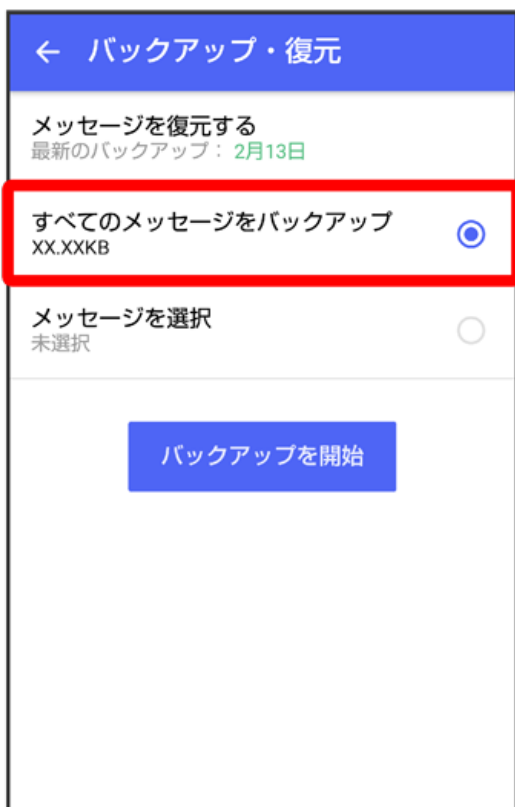 バックアップ・復元
メッセージを復元する
最新のバックアップ： 2月13日
すべてのメッセージをバックアップ
XX.XXKB
メッセージを選択
未選択
バックアップを開始